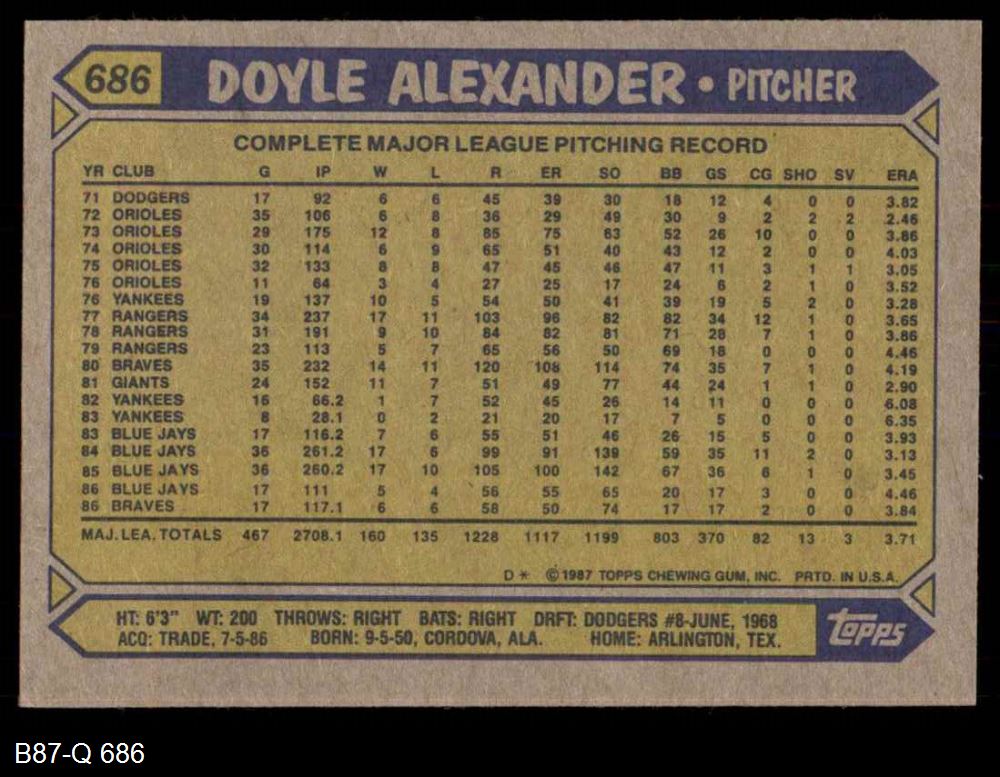 686 DOYLE ALEXANDER • PITCHER
COMPLETE MAJOR LEAGUE PITCHING RECORD
YR CLUB G IP W L R ER SO BB GS CG SHO SV ERA
71 DODGERS 17 92 6 6 45 39 30 18 12 4 0 0 3.82
72 ORIOLES 35 106 6 8 36 29 49 30 9 2 2 2 2.46
73 ORIOLES 29 175 12 8 85 75 63 52 26 10 0 0 3.86
74 ORIOLES 30 114 6 9 65 51 40 43 12 2 0 0 4.03
75 ORIOLES 32 133 8 8 47 45 46 47 11 3 1 1 3.05
76 ORIOLES 11 64 3 4 27 25 17 24 6 2 1 0 3.52
76 YANKEES 19 137 10 5 54 50 41 39 19 5 2 0 3.28
77 RANGERS 34 237 17 11 103 96 82 82 34 12 1 0 3.65
78 RANGERS 31 191 9 10 84 82 81 71 28 7 1 0 3.86
79 RANGERS 23 113 5 7 65 56 50 69 18 0 0 0 4.46
80 BRAVES 35 232 14 11 120 108 114 74 35 7 1 0 4.19
81 GIANTS 24 152 11 7 51 49 77 44 24 1 1 0 2.90
82 YANKEES 16 66.2 1 7 52 45 26 14 11 0 0 0 6.08
83 YANKEES 8 28.1 0 2 21 20 17 7 5 0 0 0 6.35
83 BLUE JAYS 17 116.2 7 6 55 51 46 26 15 5 0 0 3.93
84 BLUE JAYS 36 261.2 17 6 99 91 139 59 35 11 2 0 3.13
85 BLUE JAYS 36 260.2 17 10 105 100 142 67 36 6 1 0 3.45
86 BLUE JAYS 17 111 5 4 56 55 65 20 17 3 0 0 4.46
86 BRAVES 17 117.1 6 6 58 50 74 17 17 2 0 0 3.84
MAJ. LEA. TOTALS 467 2708.1 160 135 1228 1117 1199 803 370 82 13 3 3.71
D* © 1987 TOPPS CHEWING GUM, INC. PRTD. IN U.S.A.
HT: 6'3" WT: 200 THROWS: RIGHT BATS: RIGHT DRFT: DODGERS #8-JUNE, 1968
ACQ: TRADE, 7-5-86 BORN: 9-5-50, CORDOVA, ALA. HOME: ARLINGTON, TEX.
topps
B87-Q 686